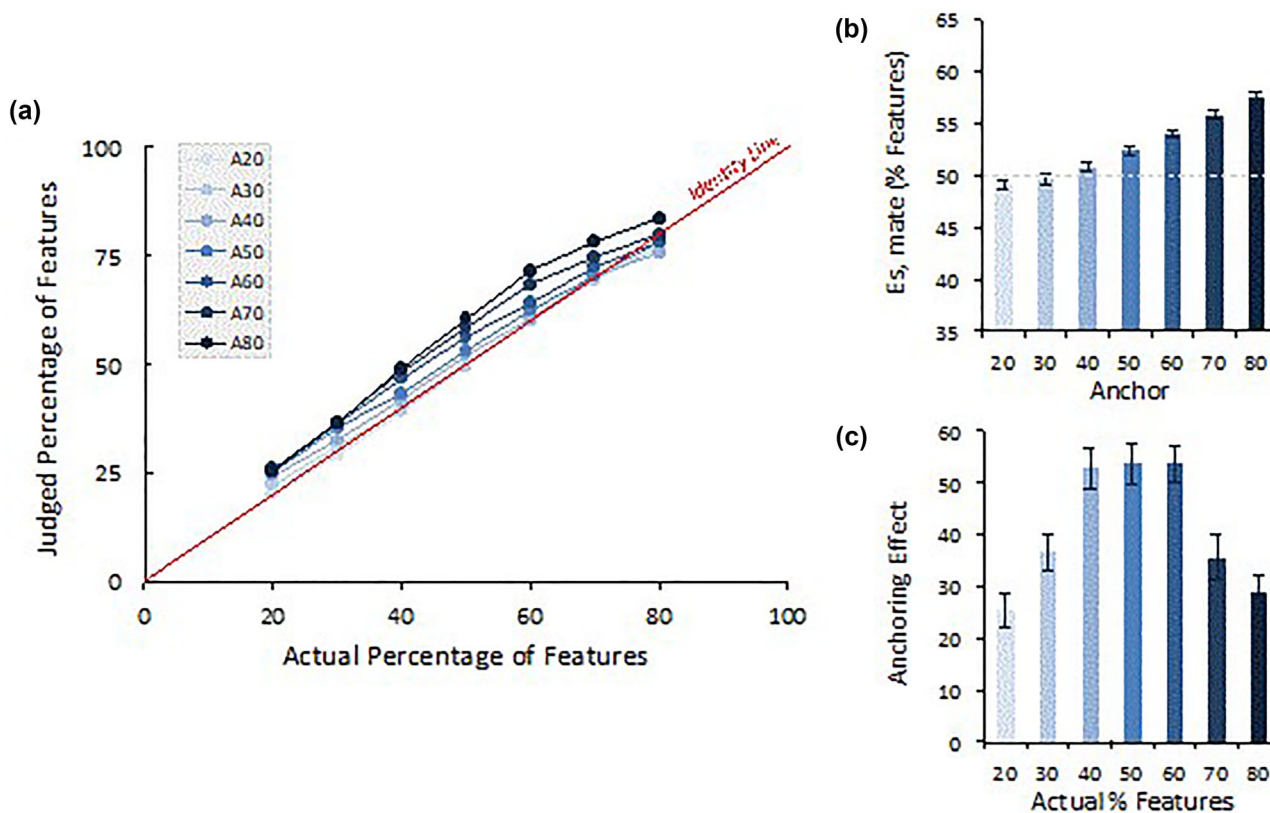 (a)
Judged Percentage of Features
100
75
50
25
0
A20
A30
A40
A50
A60
A70
A80
Identity Line
0 20 40 60 80 100
Actual Percentage of Features
(b)
Es, mate (% Features)
65
60
55
50
45
40
35
20 30 40 50 60 70 80
Anchor
(c)
Anchoring Effect
60
50
40
30
20
10
0
20 30 40 50 60 70 80
Actual % Features